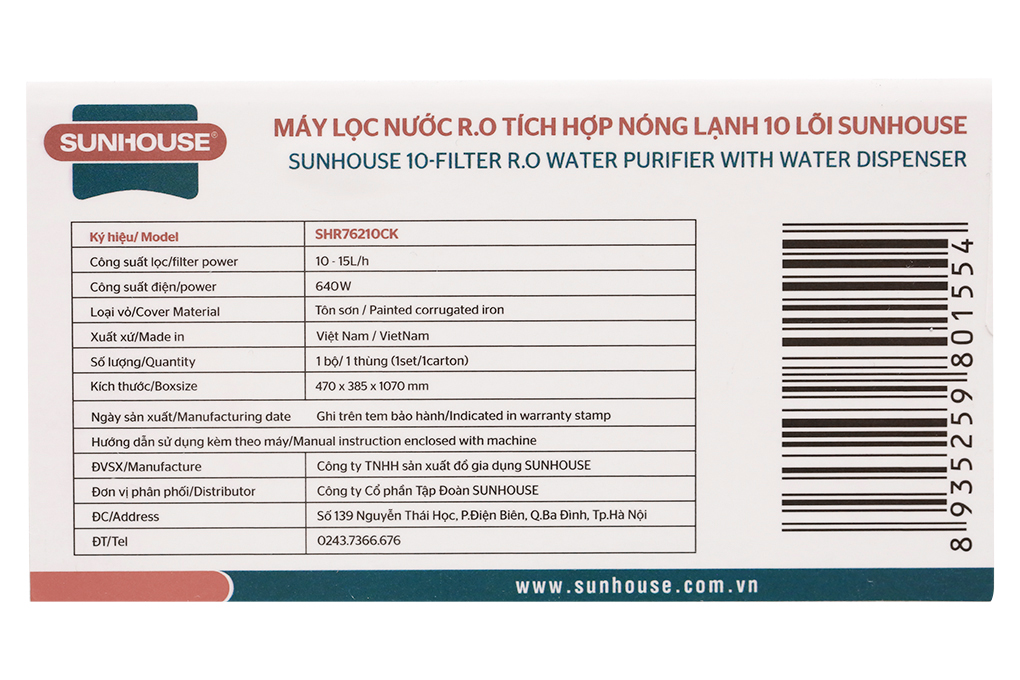 SUNHOUSE®
MÁY LỌC NƯỚC R.O TÍCH HỢP NÓNG LẠNH 10 LÕI SUNHOUSE
SUNHOUSE 10-FILTER R.O WATER PURIFIER WITH WATER DISPENSER
Ký hiệu/ Model SHR76210CK
Công suất lọc/filter power 10 - 15L/h
Công suất điện/power 640W
Loại vỏ/Cover Material Tôn sơn / Painted corrugated iron
Xuất xứ/Made in Việt Nam / VietNam
Số lượng/Quantity 1 bộ/ 1 thùng (1set/1carton)
Kích thước/Boxsize 470 x 385 x 1070 mm
Ngày sản xuất/Manufacturing date Ghi trên tem bảo hành/Indicated in warranty stamp
Hướng dẫn sử dụng kèm theo máy/Manual instruction enclosed with machine
ĐVSX/Manufacture Công ty TNHH sản xuất đồ gia dụng SUNHOUSE
Đơn vị phân phối/Distributor Công ty Cổ phần Tập Đoàn SUNHOUSE
ĐC/Address Số 139 Nguyễn Thái Học, P.Điện Biên, Q.Ba Đình, Tp.Hà Nội
ĐT/Tel 0243.7366.676
8 935259 801554
www.sunhouse.com.vn